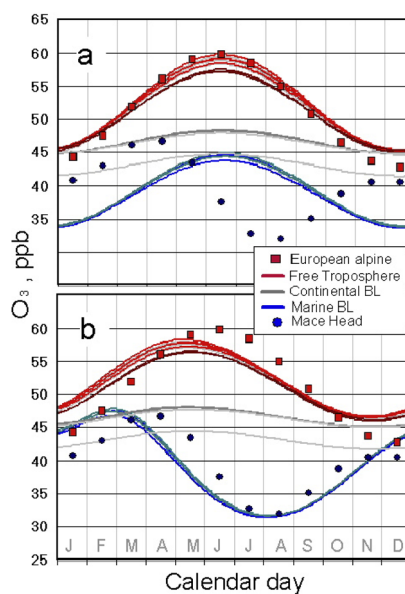 65
a
60
55
50
45
40
35
O₃ , ppb
European alpine
Free Troposphere
Continental BL
Marine BL
Mace Head
b
60
55
50
45
40
35
30
25
J F M A M J J A S O N D
Calendar day